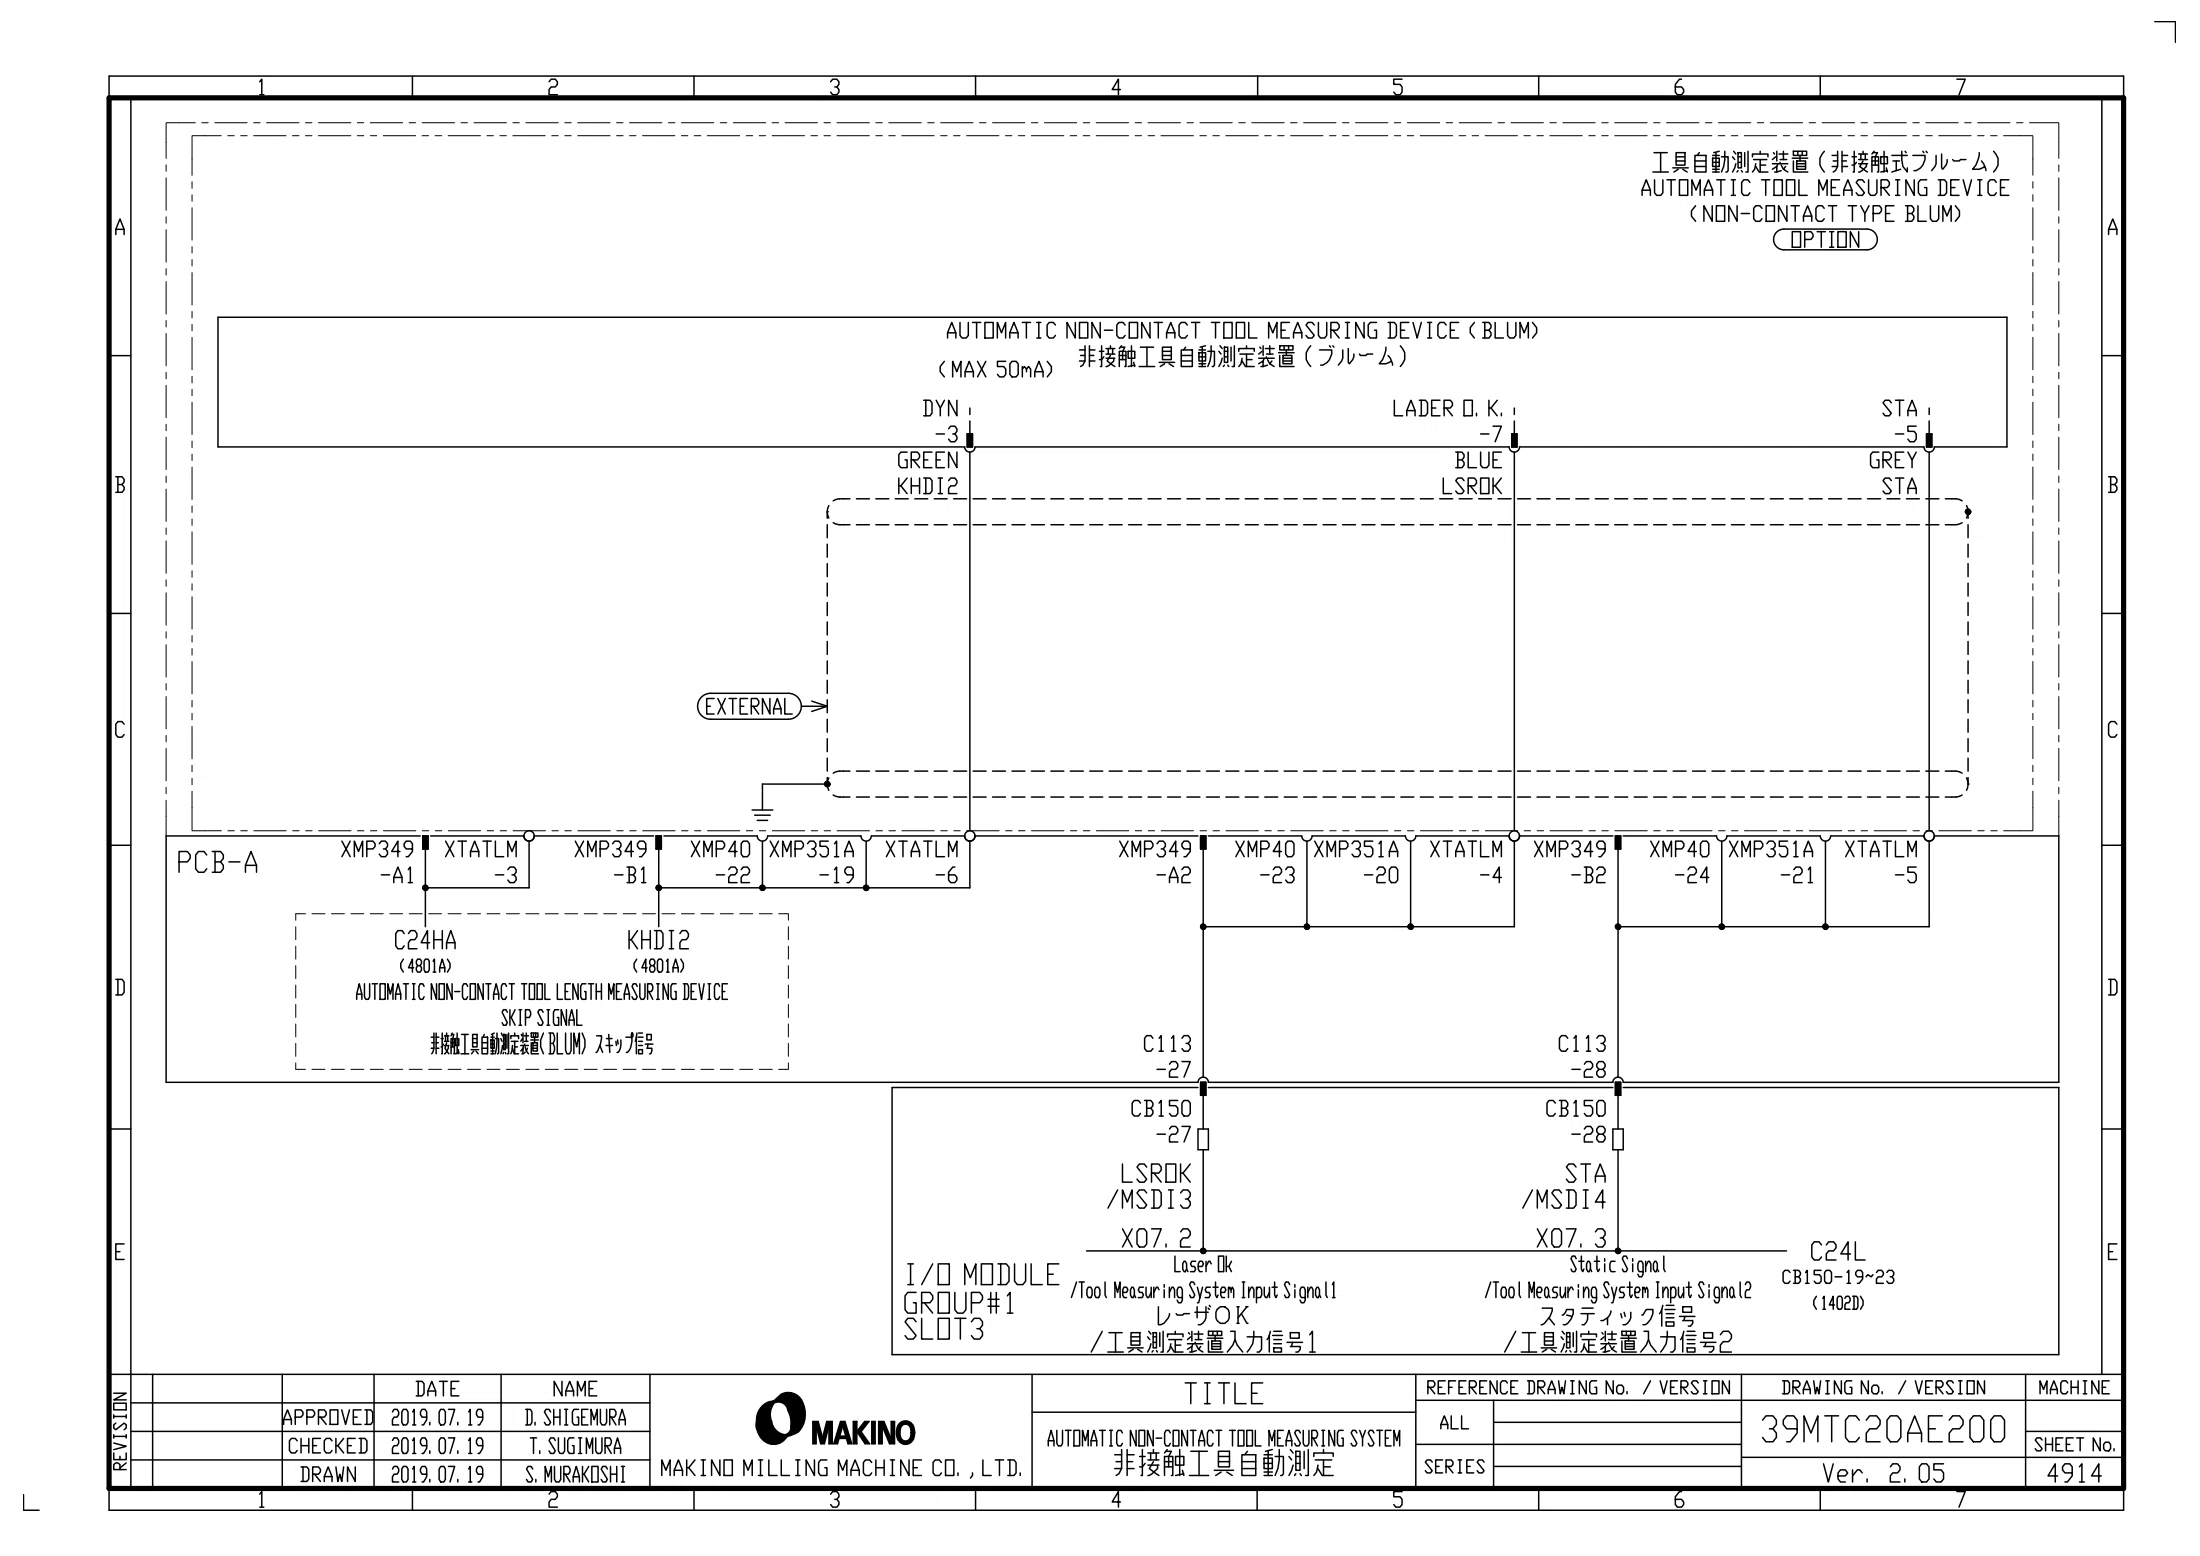 1 2 3 4 5 6 7
工具自動測定装置(非接触式ブルーム)
AUTOMATIC TOOL MEASURING DEVICE
(NON-CONTACT TYPE BLUM)
OPTION
A A
AUTOMATIC NON-CONTACT TOOL MEASURING DEVICE(BLUM)
非接触工具自動測定装置(ブルーム)
(MAX 50mA)
DYN LADER O.K. STA
-3 -7 -5
GREEN BLUE GREY
KHDI2 LSROK STA
B B
EXTERNAL
C C
PCB-A
XMP349 XTATLM XMP349 XMP40 XMP351A XTATLM XMP349 XMP40 XMP351A XTATLM XMP349 XMP40 XMP351A XTATLM
-A1 -3 -B1 -22 -19 -6 -A2 -23 -20 -4 -B2 -24 -21 -5
C24HA KHDI2
(4801A) (4801A)
AUTOMATIC NON-CONTACT TOOL LENGTH MEASURING DEVICE
SKIP SIGNAL
非接触工具自動測定装置(BLUM) スキップ信号
D D
C113 C113
-27 -28
CB150 CB150
-27 -28
LSROK STA
/MSDI3 /MSDI4
X07.2 X07.3
E E
C24L
CB150-19~23
(1402D)
I/O MODULE
GROUP#1
SLOT3
Laser Ok
/Tool Measuring System Input Signal1
レーザOK
/工具測定装置入力信号1
Static Signal
/Tool Measuring System Input Signal2
スタティック信号
/工具測定装置入力信号2
REVISION
DATE NAME
APPROVED 2019.07.19 D. SHIGEMURA
CHECKED 2019.07.19 T. SUGIMURA
DRAWN 2019.07.19 S. MURAKOSHI
MAKINO
MAKINO MILLING MACHINE CO.,LTD.
TITLE
AUTOMATIC NON-CONTACT TOOL MEASURING SYSTEM
非接触工具自動測定
REFERENCE DRAWING No. / VERSION
ALL
SERIES
DRAWING No. / VERSION
39MTC20AE200
Ver. 2.05
MACHINE
SHEET No.
4914
1 2 3 4 5 6 7